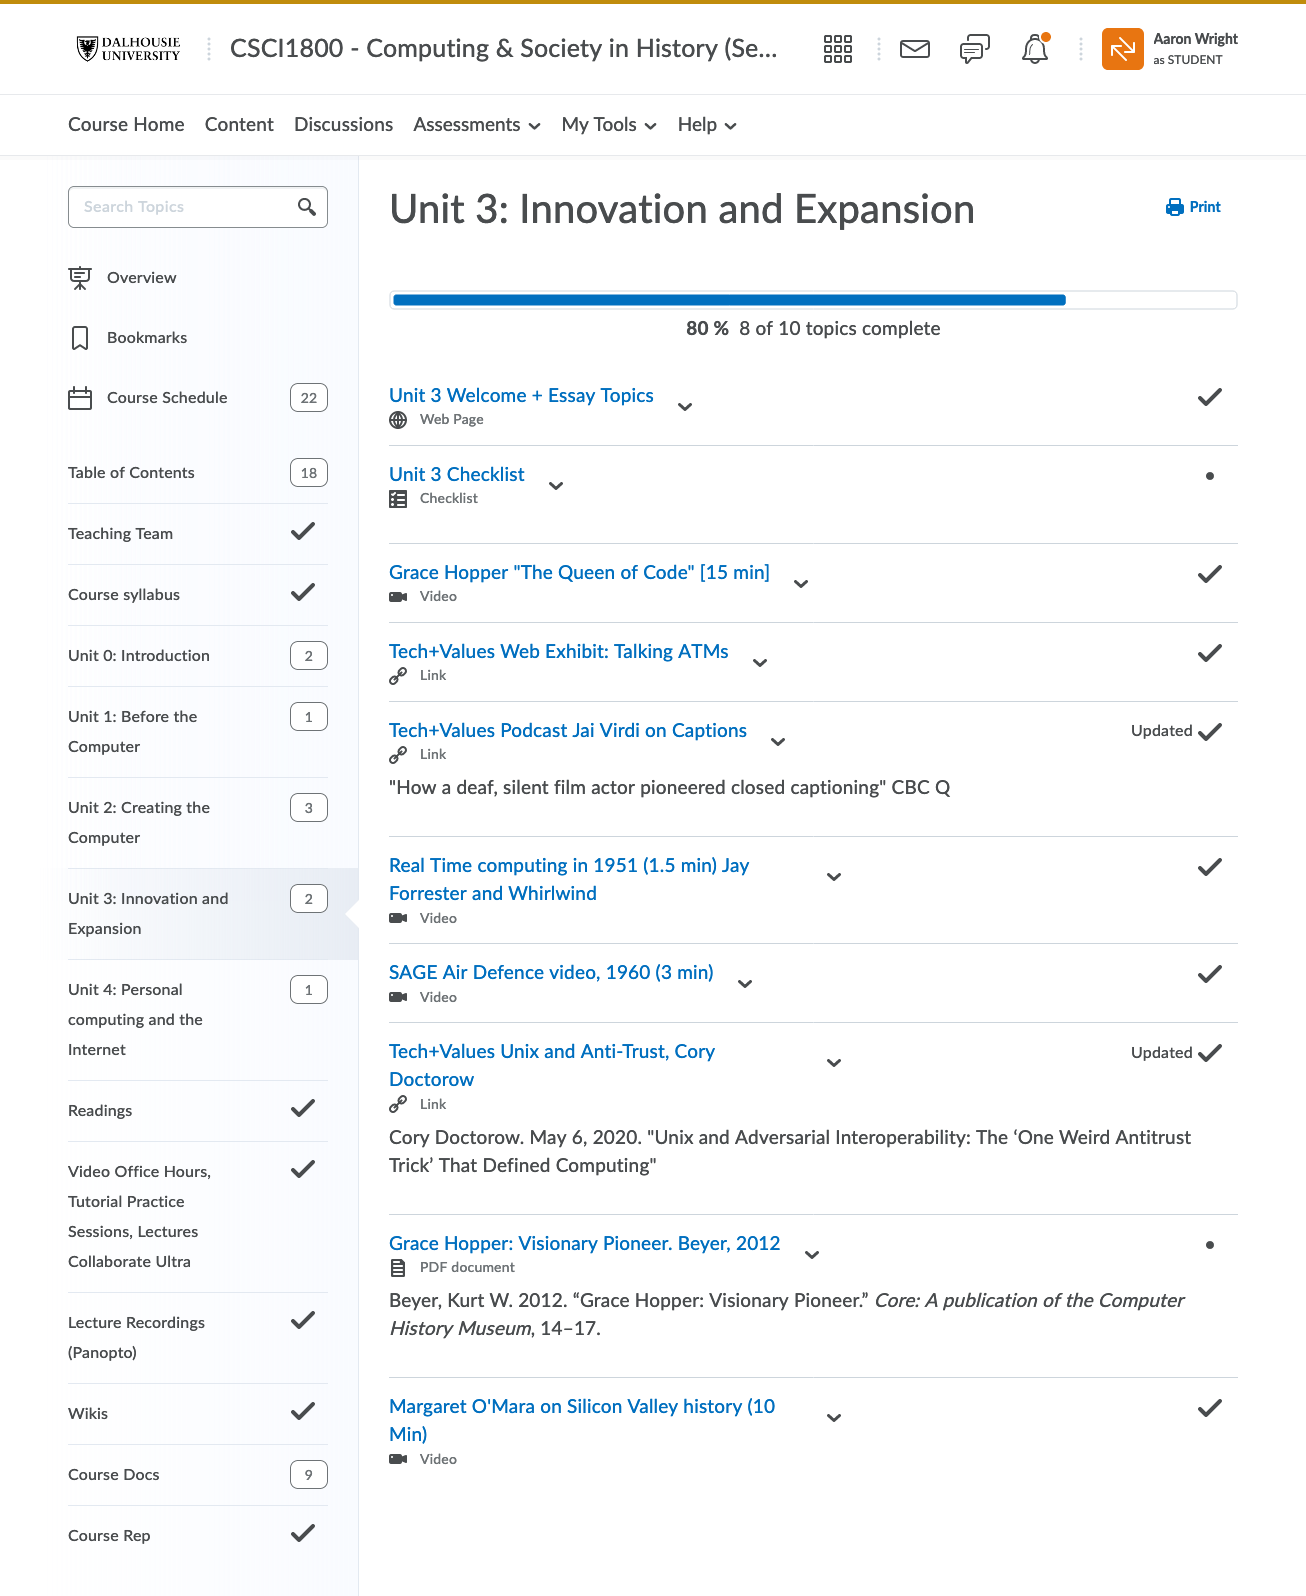 DALHOUSIE
UNIVERSITY
CSCI1800 - Computing & Society in History (Se...
Aaron Wright
as STUDENT
Course Home
Content
Discussions
Assessments
My Tools
Help
Search Topics
Overview
Bookmarks
Course Schedule
22
Table of Contents
18
Teaching Team
Course syllabus
Unit 0: Introduction
2
Unit 1: Before the
Computer
1
Unit 2: Creating the
Computer
3
Unit 3: Innovation and
Expansion
2
Unit 4: Personal
computing and the
Internet
1
Readings
Video Office Hours,
Tutorial Practice
Sessions, Lectures
Collaborate Ultra
Lecture Recordings
(Panopto)
Wikis
Course Docs
9
Course Rep
Unit 3: Innovation and Expansion
Print
80 % 8 of 10 topics complete
Unit 3 Welcome + Essay Topics
Web Page
Unit 3 Checklist
Checklist
Grace Hopper "The Queen of Code" [15 min]
Video
Tech+Values Web Exhibit: Talking ATMs
Link
Tech+Values Podcast Jai Virdi on Captions
Updated
Link
"How a deaf, silent film actor pioneered closed captioning" CBC Q
Real Time computing in 1951 (1.5 min) Jay
Forrester and Whirlwind
Video
SAGE Air Defence video, 1960 (3 min)
Video
Tech+Values Unix and Anti-Trust, Cory
Doctorow
Updated
Link
Cory Doctorow. May 6, 2020. "Unix and Adversarial Interoperability: The ‘One Weird Antitrust
Trick’ That Defined Computing"
Grace Hopper: Visionary Pioneer. Beyer, 2012
PDF document
Beyer, Kurt W. 2012. “Grace Hopper: Visionary Pioneer.” Core: A publication of the Computer
History Museum, 14–17.
Margaret O'Mara on Silicon Valley history (10
Min)
Video